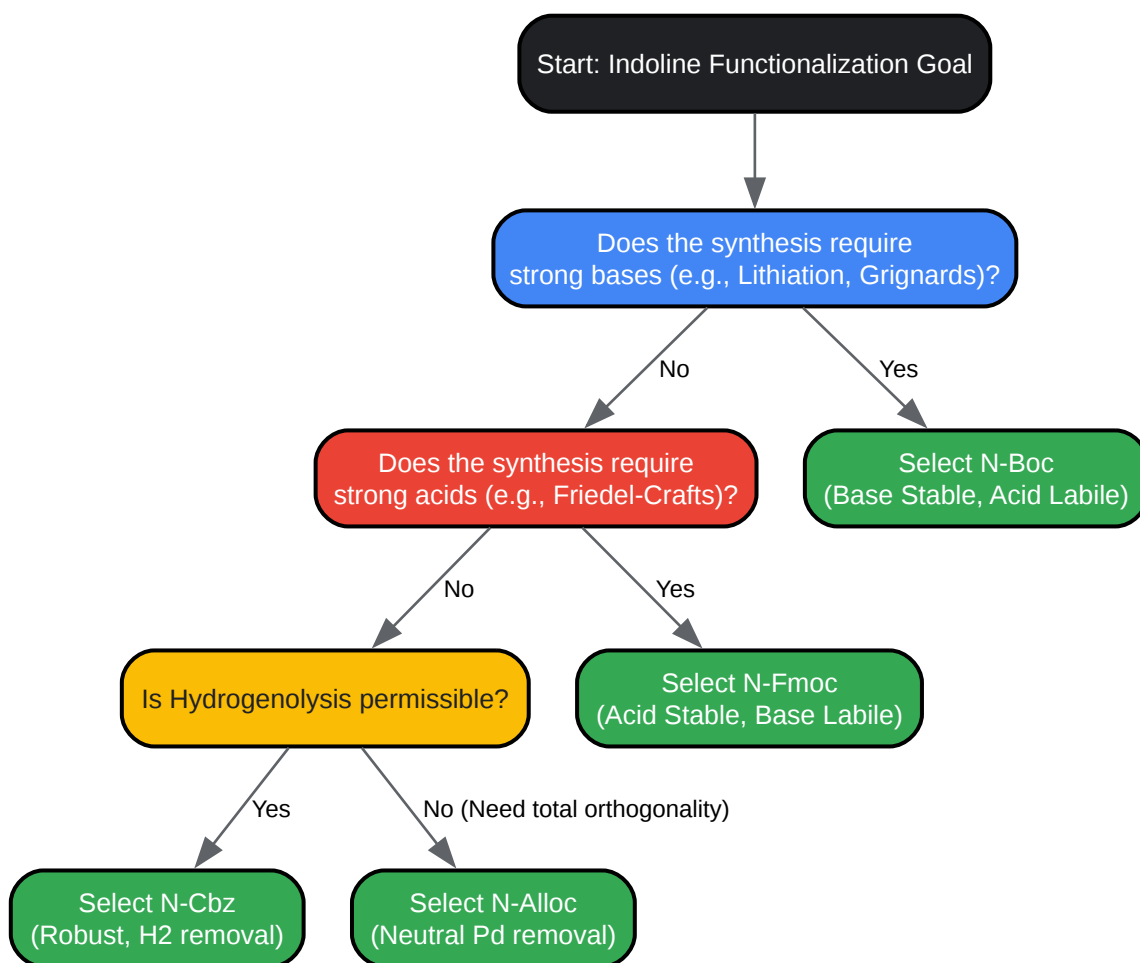 Start: Indoline Functionalization Goal
Does the synthesis require
strong bases (e.g., Lithiation, Grignards)?
No
Yes
Does the synthesis require
strong acids (e.g., Friedel-Crafts)?
Select N-Boc
(Base Stable, Acid Labile)
No
Yes
Is Hydrogenolysis permissible?
Select N-Fmoc
(Acid Stable, Base Labile)
Yes
No (Need total orthogonality)
Select N-Cbz
(Robust, H2 removal)
Select N-Alloc
(Neutral Pd removal)